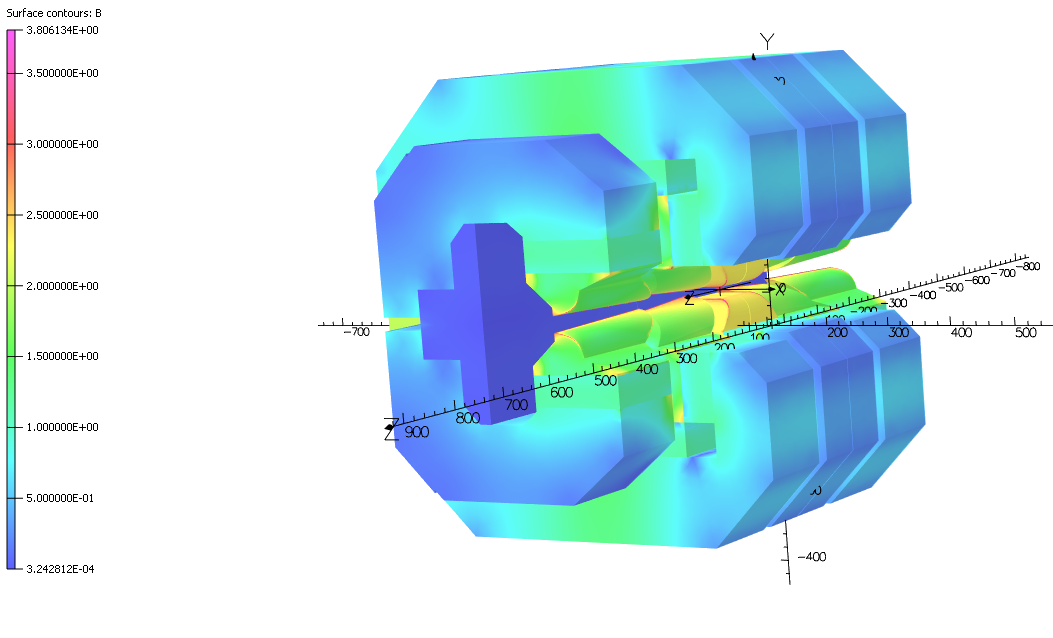 Surface contours: B
3.806134E+00
3.500000E+00
3.000000E+00
2.500000E+00
2.000000E+00
1.500000E+00
1.000000E+00
5.000000E-01
3.242812E-04
Y
X
Z
-800
-700
-600
-500
-400
-300
-200
-700
100
200
300
400
500
600
700
800
900
Z
200
300
400
500
-400